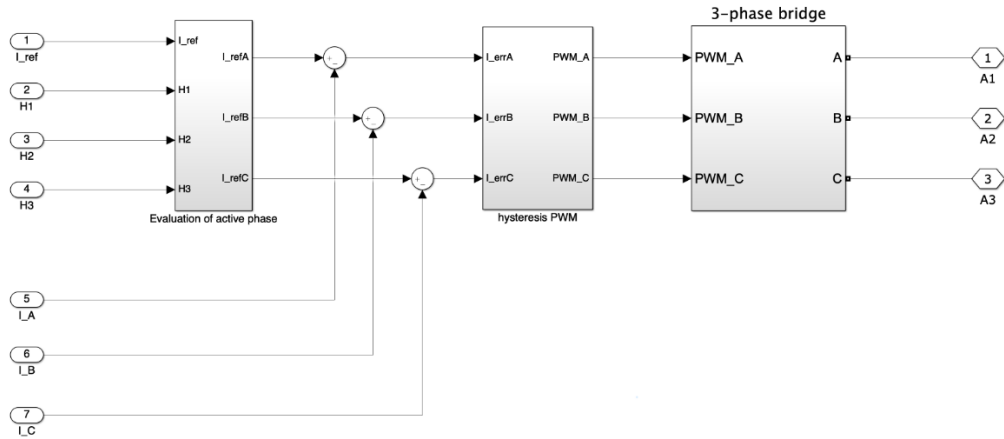 3-phase bridge
1
I_ref
2
H1
3
H2
4
H3
I_ref
H1
H2
H3
I_refA
I_refB
I_refC
Evaluation of active phase
+
-
+
-
+
-
I_errA
I_errB
I_errC
PWM_A
PWM_B
PWM_C
hysteresis PWM
PWM_A
PWM_B
PWM_C
A
B
C
1
A1
2
A2
3
A3
5
I_A
6
I_B
7
I_C